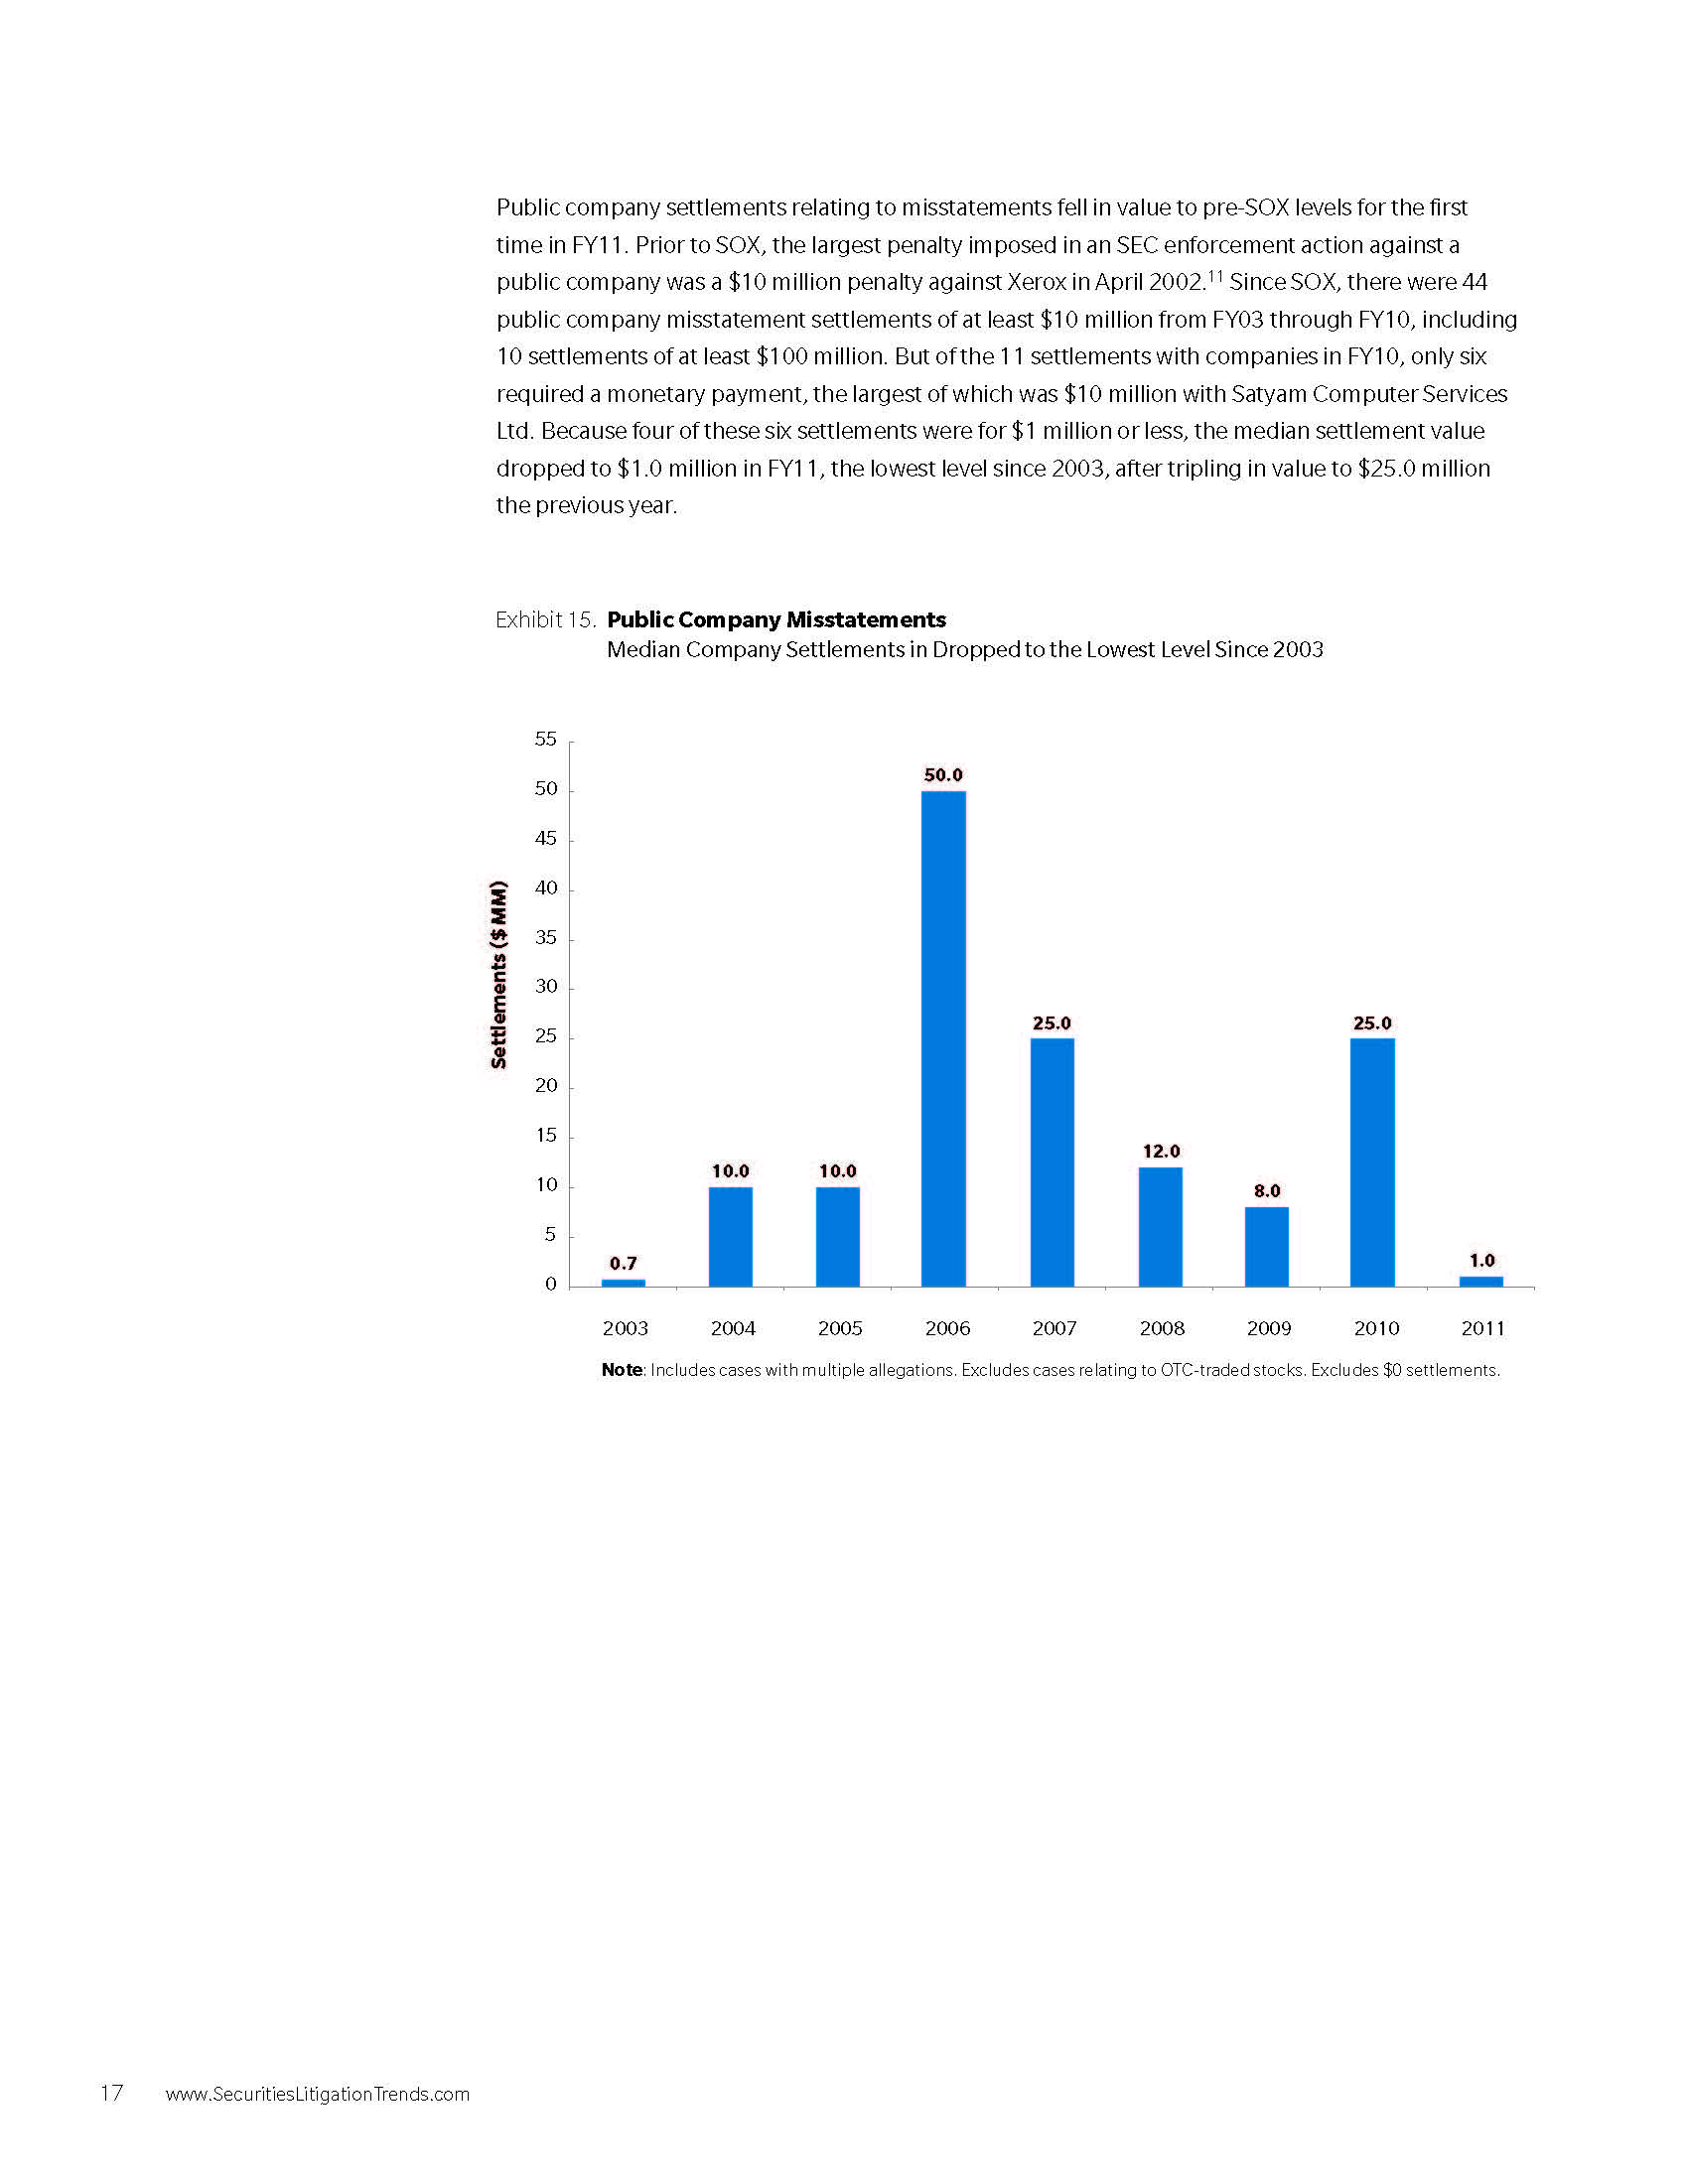 Public company settlements relating to misstatements fell in value to pre-SOX levels for the first
time in FY11. Prior to SOX, the largest penalty imposed in an SEC enforcement action against a
public company was a $10 million penalty against Xerox in April 2002.11 Since SOX, there were 44
public company misstatement settlements of at least $10 million from FY03 through FY10, including
10 settlements of at least $100 million. But of the 11 settlements with companies in FY10, only six
required a monetary payment, the largest of which was $10 million with Satyam Computer Services
Ltd. Because four of these six settlements were for $1 million or less, the median settlement value
dropped to $1.0 million in FY11, the lowest level since 2003, after tripling in value to $25.0 million
the previous year.
Exhibit 15. Public Company Misstatements
Median Company Settlements in Dropped to the Lowest Level Since 2003
Settlements ($ MM)
55
50
45
40
35
30
25
20
15
10
5
0
0.7
10.0
10.0
50.0
25.0
12.0
8.0
25.0
1.0
2003 2004 2005 2006 2007 2008 2009 2010 2011
Note: Includes cases with multiple allegations. Excludes cases relating to OTC-traded stocks. Excludes $0 settlements.
17 www.SecuritiesLitigationTrends.com